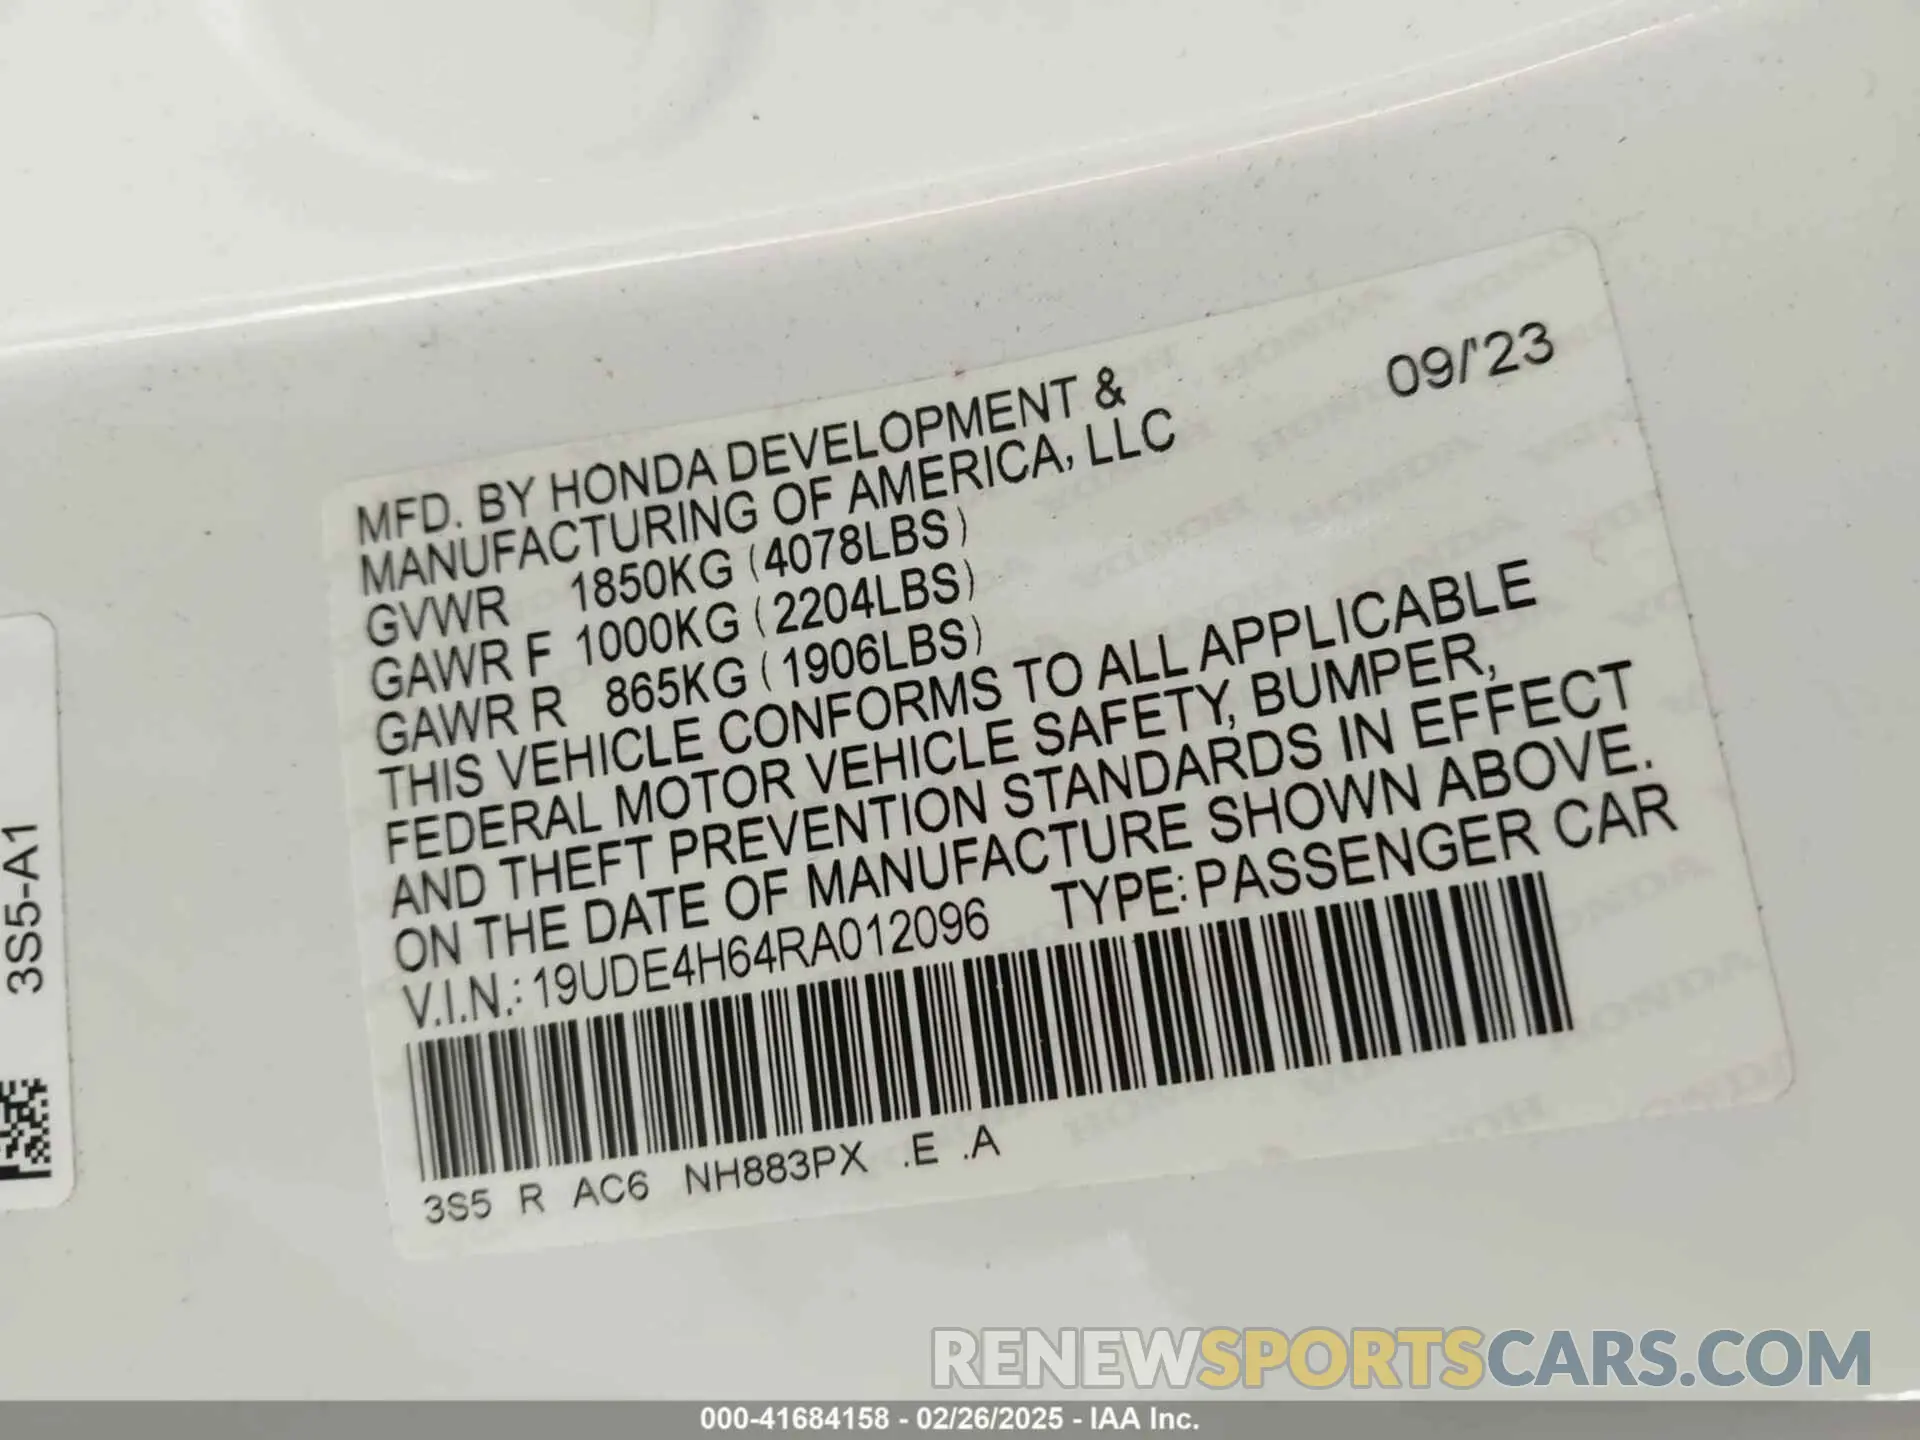 09/'23
MFD. BY HONDA DEVELOPMENT &
MANUFACTURING OF AMERICA, LLC
GVWR 1850KG (4078LBS)
GAWR F 1000KG (2204LBS)
GAWR R 865KG (1906LBS)
THIS VEHICLE CONFORMS TO ALL APPLICABLE
FEDERAL MOTOR VEHICLE SAFETY, BUMPER,
AND THEFT PREVENTION STANDARDS IN EFFECT
ON THE DATE OF MANUFACTURE SHOWN ABOVE.
V.I.N.: 19UDE4H64RA012096 TYPE: PASSENGER CAR
3S5 R AC6 NH883PX .E .A
3S5-A1
RENEWSPORTSCARS.COM
000-41684158 - 02/26/2025 - IAA Inc.